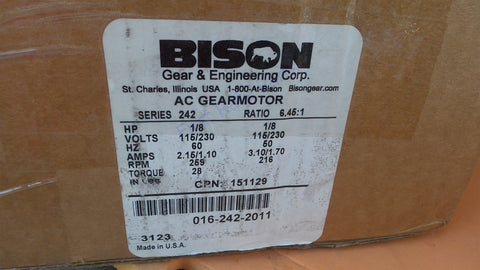 BISON
Gear & Engineering Corp.
St. Charles, Illinois USA 1-800-At-Bison Bisongear.com
AC GEARMOTOR
SERIES 242 RATIO 6.45:1
HP 1/8 1/8
VOLTS 115/230 115/230
HZ 60 50
AMPS 2.15/1.10 3.10/1.70
RPM 259 216
TORQUE 28
IN LBS CPN: 151129
016-242-2011
3123
Made in U.S.A.